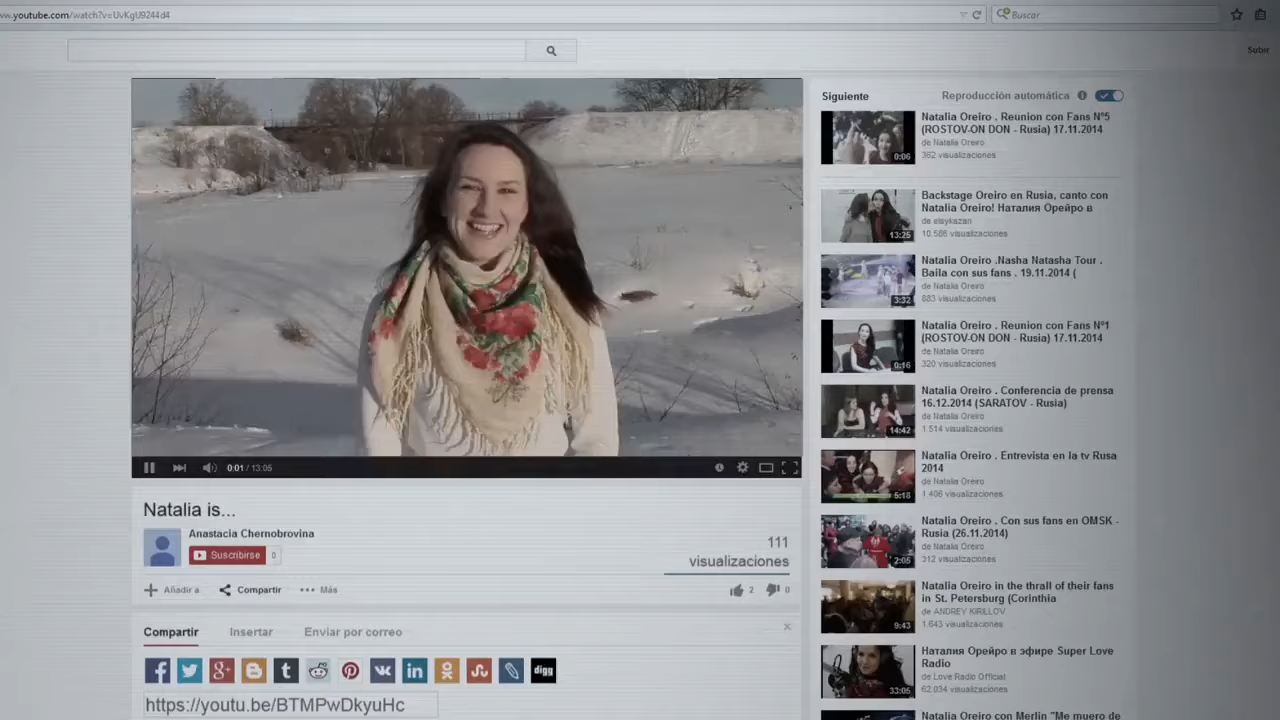 www.youtube.com/watch?v=UvKgU9244d4
Buscar
Subir
0:01 / 13:05
Natalia is...
Anastacia Chernobrovina
Suscribirse 0
111
visualizaciones
Añadir a Compartir Más
2 0
Compartir Insertar Enviar por correo
digg
https://youtu.be/BTMPwDkyuHc
Siguiente Reproducción automática
Natalia Oreiro . Reunion con Fans Nº5
(ROSTOV-ON DON - Rusia) 17.11.2014
de Natalia Oreiro
362 visualizaciones
0:06
Backstage Oreiro en Rusia, canto con
Natalia Oreiro! Наталия Орейро в
de elsykazan
10.586 visualizaciones
13:25
Natalia Oreiro .Nasha Natasha Tour .
Baila con sus fans . 19.11.2014 (
de Natalia Oreiro
883 visualizaciones
3:32
Natalia Oreiro . Reunion con Fans Nº1
(ROSTOV-ON DON - Rusia) 17.11.2014
de Natalia Oreiro
320 visualizaciones
0:16
Natalia Oreiro . Conferencia de prensa
16.12.2014 (SARATOV - Rusia)
de Natalia Oreiro
1.514 visualizaciones
14:42
Natalia Oreiro . Entrevista en la tv Rusa
2014
de Natalia Oreiro
1.406 visualizaciones
5:18
Natalia Oreiro . Con sus fans en OMSK -
Rusia (26.11.2014)
de Natalia Oreiro
312 visualizaciones
2:05
Natalia Oreiro in the thrall of their fans
in St. Petersburg (Corinthia
de ANDREY KIRILLOV
1.643 visualizaciones
9:43
Наталия Орейро в эфире Super Love
Radio
de Love Radio Official
62.034 visualizaciones
33:05
Natalia Oreiro con Merlin "Me muero de